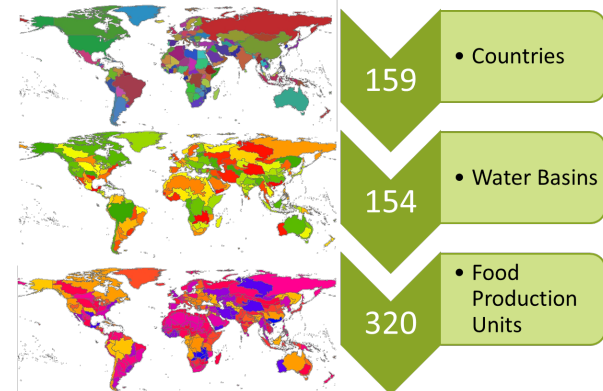 159
• Countries
154
• Water Basins
320
• Food
Production
Units